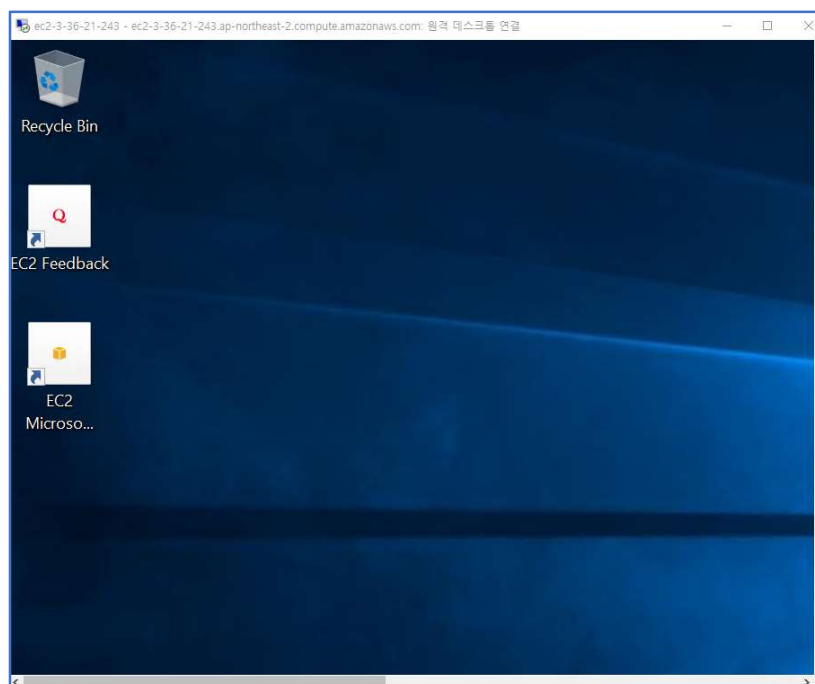 ec2-3-36-21-243 - ec2-3-36-21-243.ap-northeast-2.compute.amazonaws.com: 원격 데스크톱 연결
Recycle Bin
Q
EC2 Feedback
EC2
Microso...